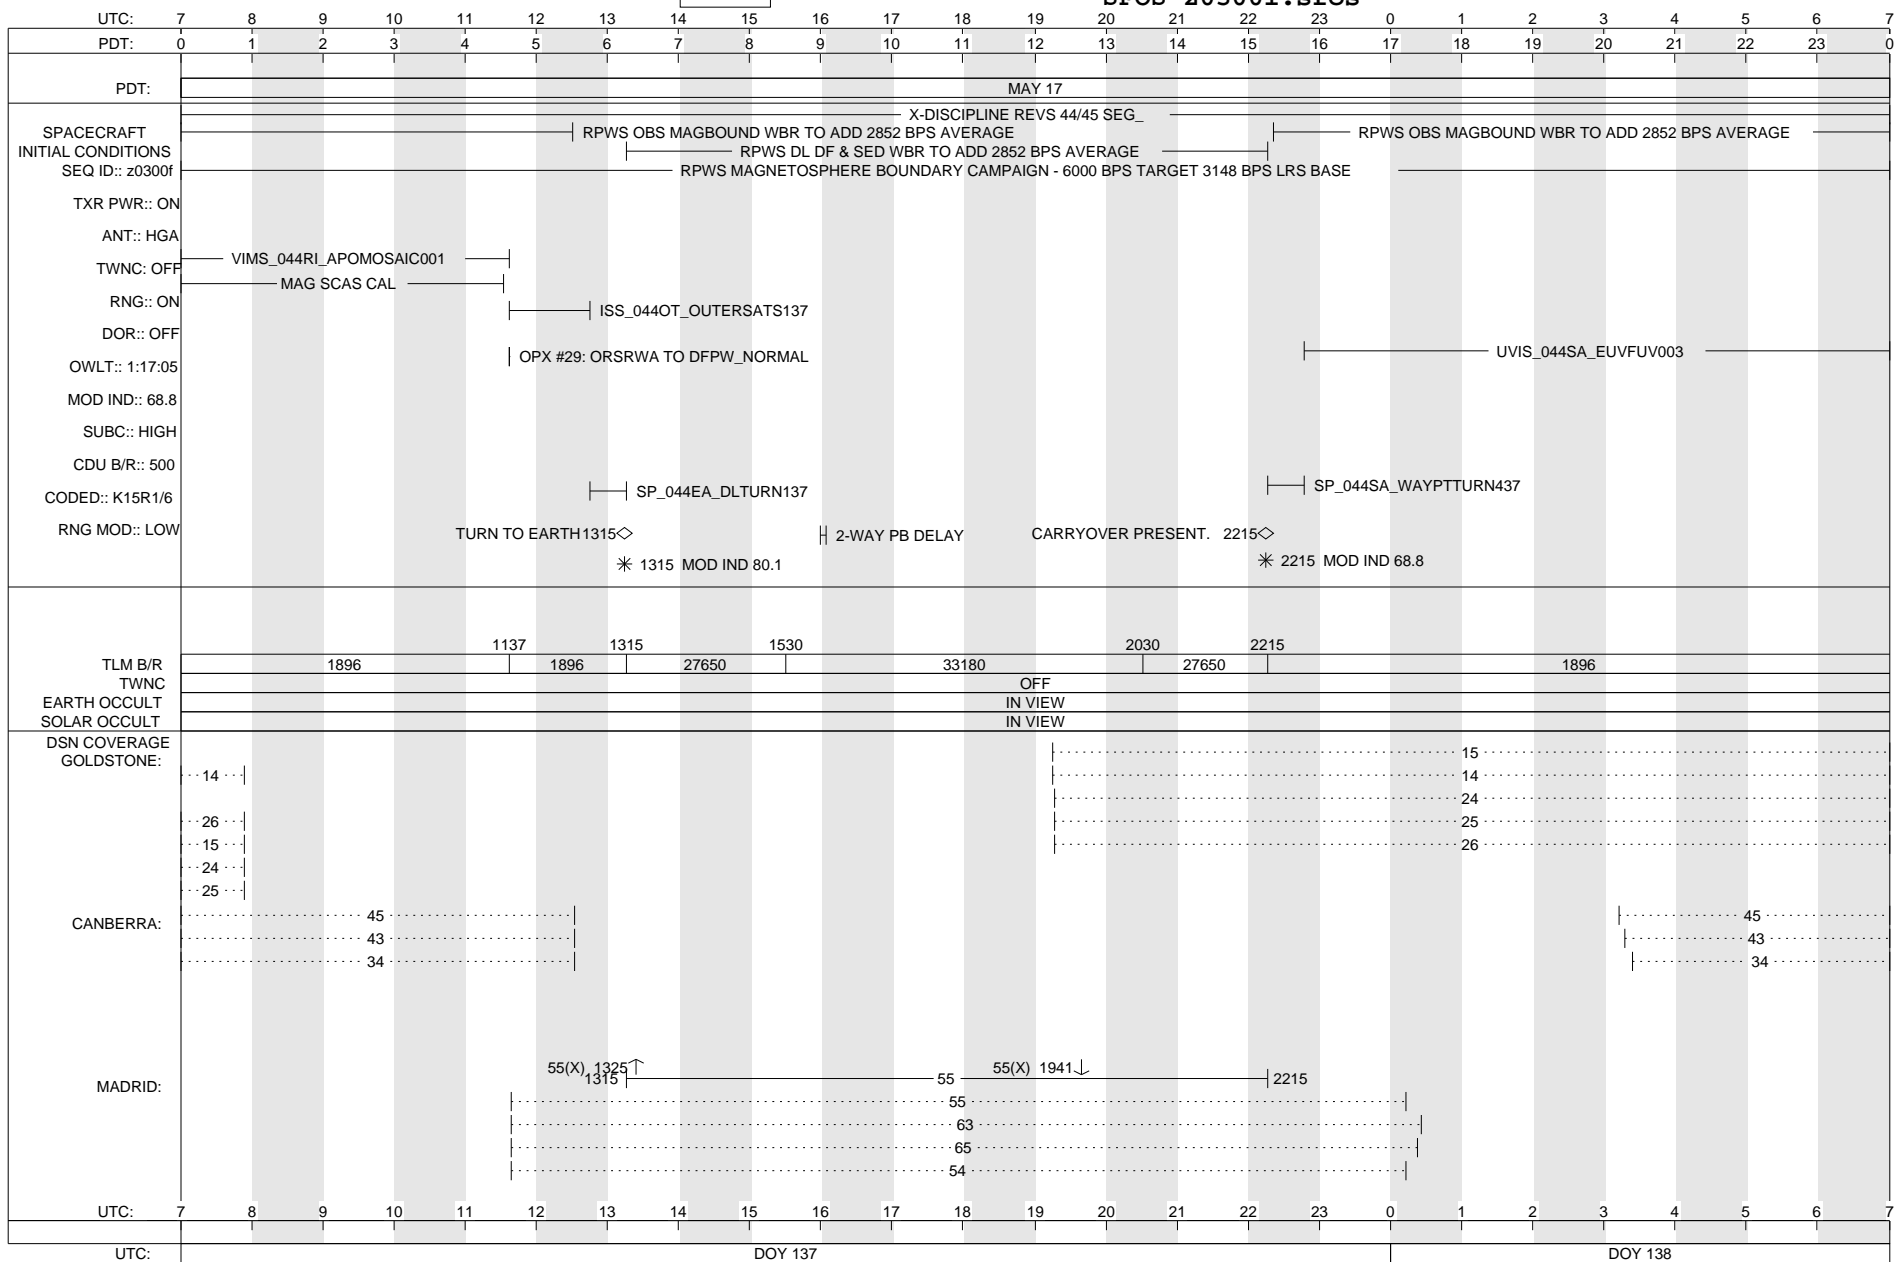 SFOS z0300f.sfos
UTC: 7 8 9 10 11 12 13 14 15 16 17 18 19 20 21 22 23 0 1 2 3 4 5 6 7
PDT: 0 1 2 3 4 5 6 7 8 9 10 11 12 13 14 15 16 17 18 19 20 21 22 23 0
PDT: MAY 17
X-DISCIPLINE REVS 44/45 SEG_
SPACECRAFT RPWS OBS MAGBOUND WBR TO ADD 2852 BPS AVERAGE RPWS OBS MAGBOUND WBR TO ADD 2852 BPS AVERAGE
INITIAL CONDITIONS RPWS DL DF & SED WBR TO ADD 2852 BPS AVERAGE
SEQ ID:: z0300f RPWS MAGNETOSPHERE BOUNDARY CAMPAIGN - 6000 BPS TARGET 3148 BPS LRS BASE
TXR PWR:: ON
ANT:: HGA
VIMS_044RI_APOMOSAIC001
TWNC: OFF
MAG SCAS CAL
RNG:: ON
ISS_044OT_OUTERSATS137
DOR:: OFF
OPX #29: ORSRWA TO DFPW_NORMAL UVIS_044SA_EUVFUV003
OWLT:: 1:17:05
MOD IND:: 68.8
SUBC:: HIGH
CDU B/R:: 500
SP_044EA_DLTURN137 SP_044SA_WAYPTTURN437
CODED:: K15R1/6
RNG MOD:: LOW TURN TO EARTH 1315 2-WAY PB DELAY CARRYOVER PRESENT. 2215
1315 MOD IND 80.1 2215 MOD IND 68.8
1137 1315 1530 2030 2215
TLM B/R 1896 1896 27650 33180 27650 1896
TWNC OFF
EARTH OCCULT IN VIEW
SOLAR OCCULT IN VIEW
DSN COVERAGE
15
GOLDSTONE:
14 14
24
26 25
15 26
24
25
45 45
CANBERRA:
43 43
34 34
55(X) 1325 55(X) 1941
1315 55 2215
MADRID:
55
63
65
54
UTC: 7 8 9 10 11 12 13 14 15 16 17 18 19 20 21 22 23 0 1 2 3 4 5 6 7
UTC: DOY 137 DOY 138